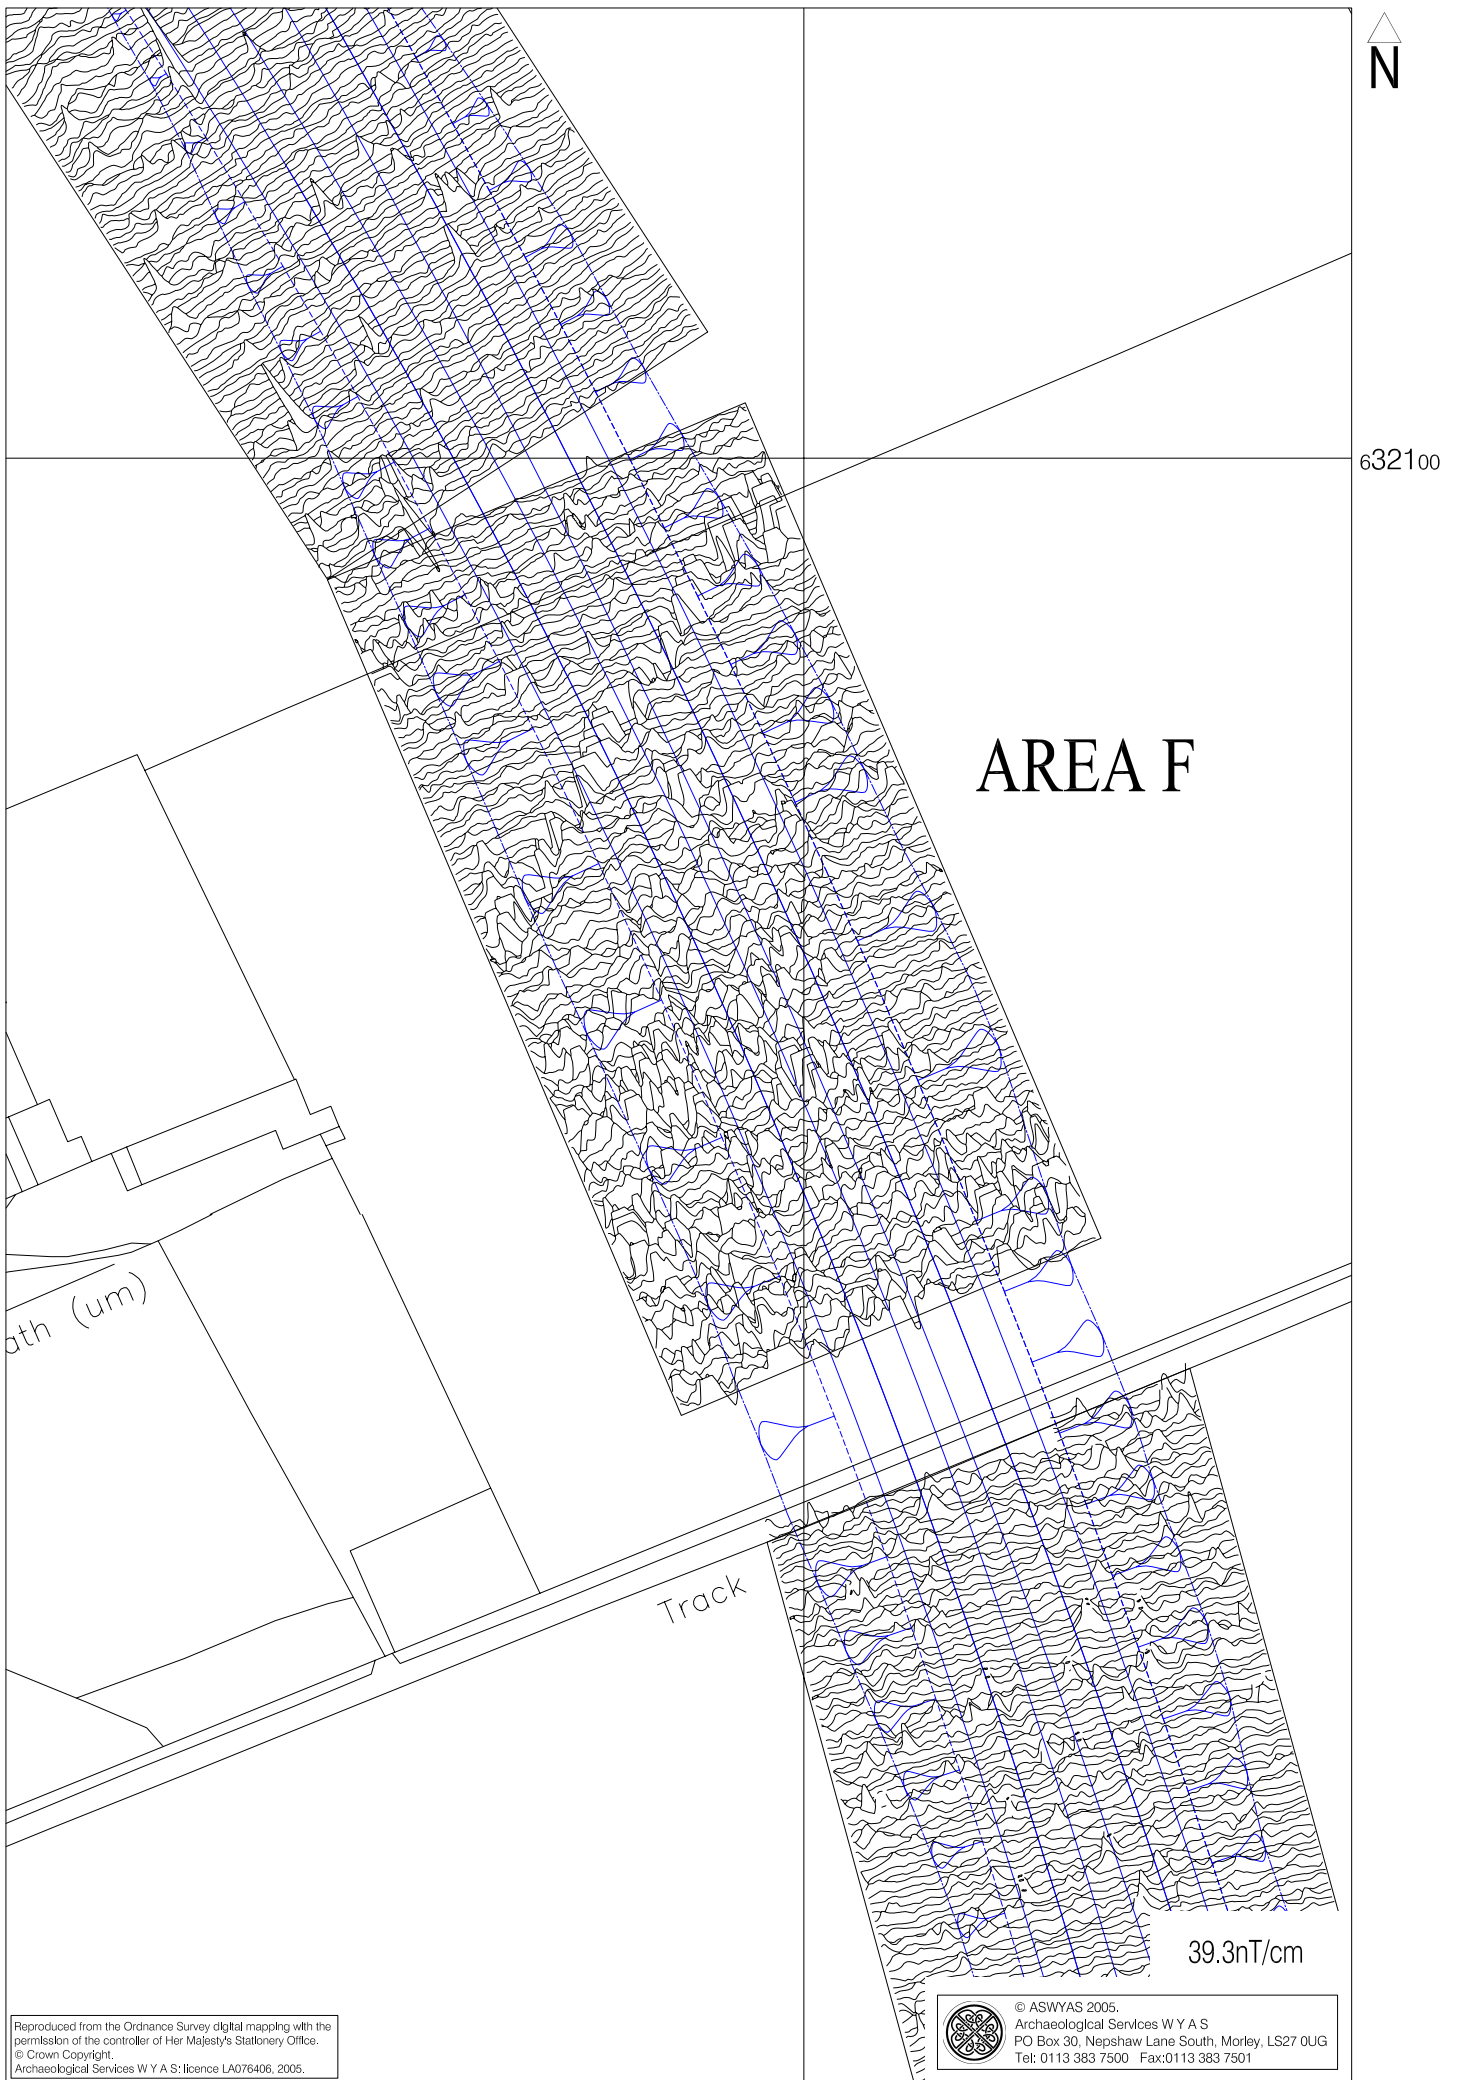 N
632100
AREA F
ath (um)
Track
39.3nT/cm
Reproduced from the Ordnance Survey digital mapping with the
permission of the controller of Her Majesty's Stationery Office.
© Crown Copyright.
Archaeological Services W Y A S: licence LA076406, 2005.
© ASWYAS 2005.
Archaeological Services W Y A S
PO Box 30, Nepshaw Lane South, Morley, LS27 0UG
Tel: 0113 383 7500 Fax:0113 383 7501